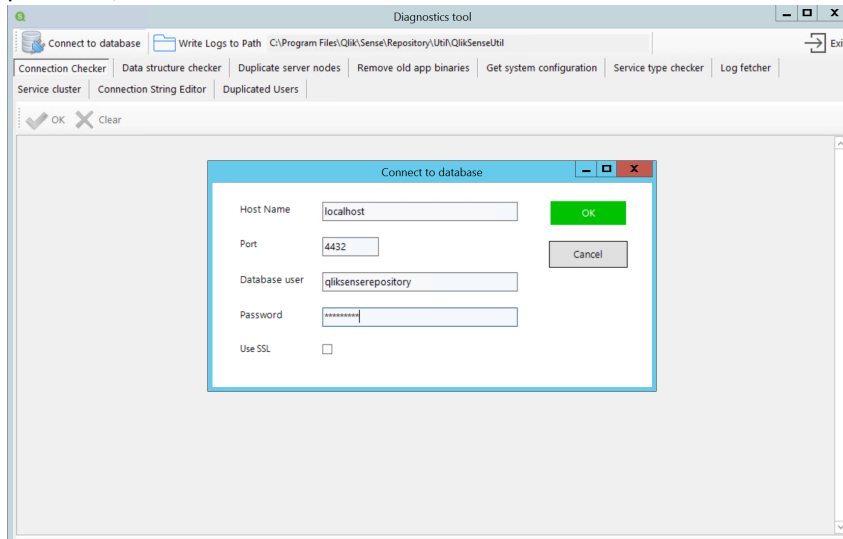 Diagnostics tool
Connect to database Write Logs to Path C:\Program Files\Qlik\Sense\Repository\Util\QlikSenseUtil Exi
Connection Checker Data structure checker Duplicate server nodes Remove old app binaries Get system configuration Service type checker Log fetcher
Service cluster Connection String Editor Duplicated Users
OK Clear
Connect to database
Host Name localhost OK
Port 4432 Cancel
Database user qliksenserepository
Password *********
Use SSL